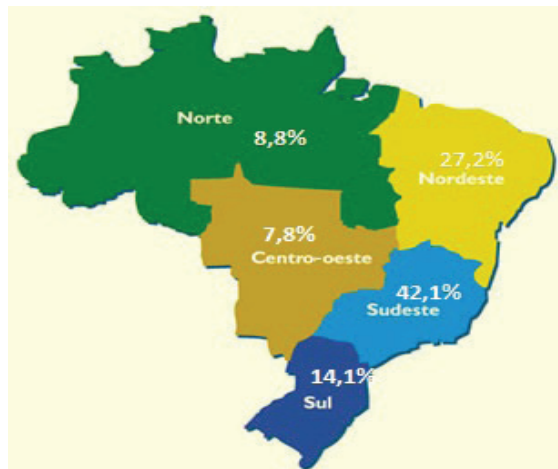 Norte
8,8%
27,2%
Nordeste
7,8%
Centro-oeste
42,1%
Sudeste
14,1%
Sul